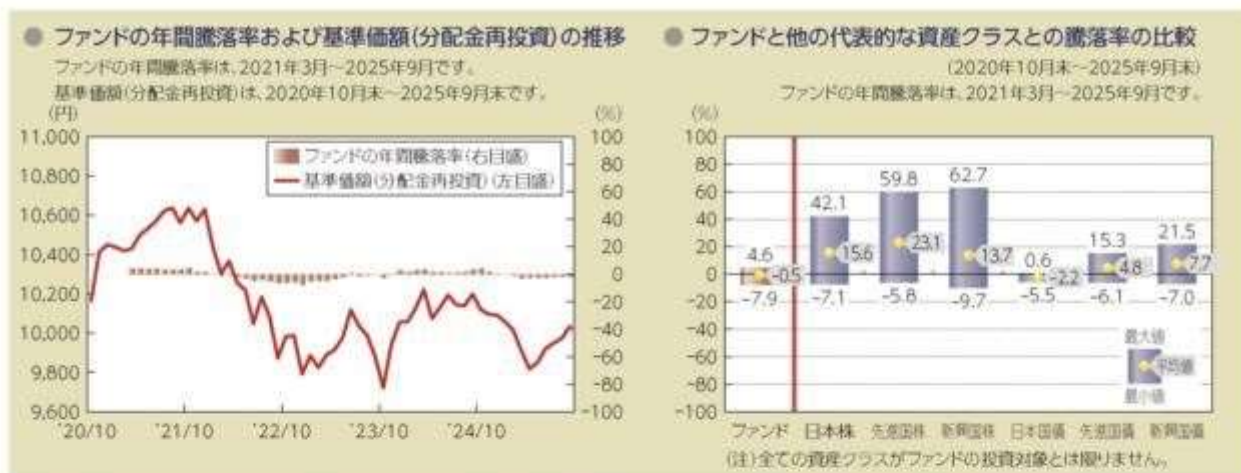 ● ファンドの年間騰落率および基準価額(分配金再投資)の推移
ファンドの年間騰落率は、2021年3月～2025年9月です。
基準価額(分配金再投資)は、2020年10月末～2025年9月末です。
(円)
(%)
11,000
10,800
10,600
10,400
10,200
10,000
9,800
9,600
100
80
60
40
20
0
-20
-40
-60
-80
-100
ファンドの年間騰落率(右目盛)
基準価額(分配金再投資)(左目盛)
'20/10 '21/10 '22/10 '23/10 '24/10
● ファンドと他の代表的な資産クラスとの騰落率の比較
(2020年10月末～2025年9月末)
ファンドの年間騰落率は、2021年3月～2025年9月です。
(%)
100
80
60
40
20
0
-20
-40
-60
-80
-100
4.6 42.1 59.8 62.7 0.6 15.3 21.5
-0.5 15.6 23.1 13.7 -2.2 4.8 7.7
-7.9 -7.1 -5.8 -9.7 -5.5 -6.1 -7.0
最大値
平均値
最小値
ファンド 日本株 先進国株 新興国株 日本国債 先進国債 新興国債
(注)全ての資産クラスがファンドの投資対象とは限りません。